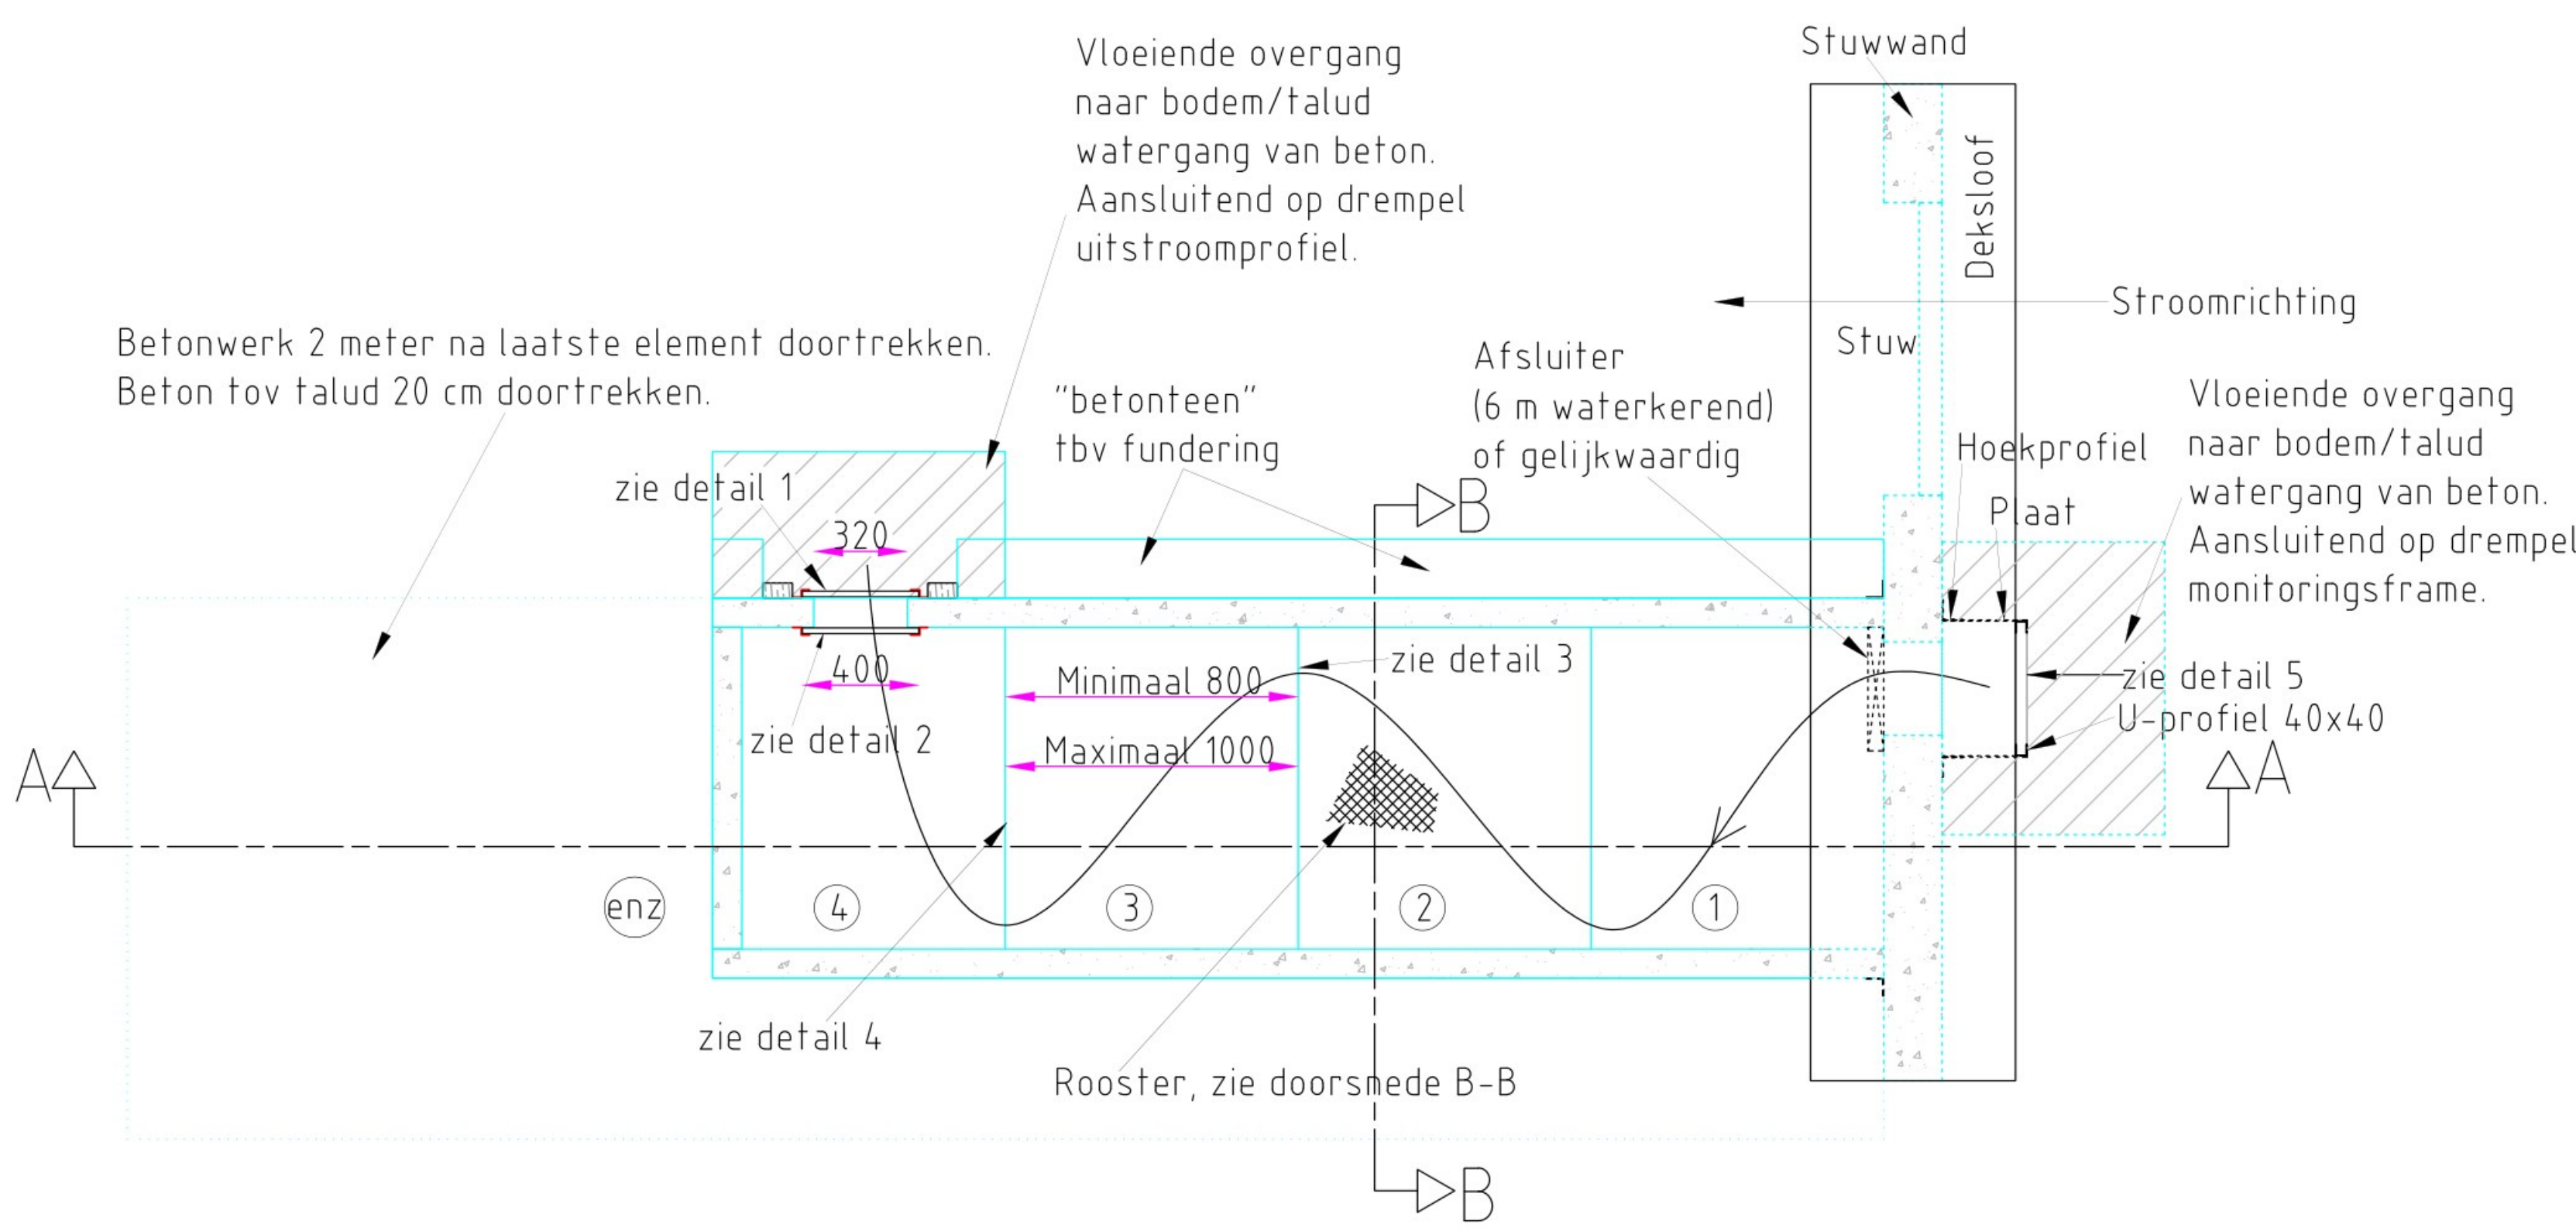 Stuwwand
Vloeiende overgang
naar bodem/talud
watergang van beton.
Aansluitend op drempel
uitstroomprofiel.
Deksloof
Stroomrichting
Stuw
Betonwerk 2 meter na laatste element doortrekken.
Beton tov talud 20 cm doortrekken.
"betonteen"
tbv fundering
Afsluiter
(6 m waterkerend)
of gelijkwaardig
Vloeiende overgang
naar bodem/talud
watergang van beton.
Aansluitend op drempel
monitoringsframe.
Hoekprofiel
Plaat
zie detail 1
320
B
400
zie detail 2
Minimaal 800
Maximaal 1000
zie detail 3
zie detail 5
U-profiel 40x40
A
A
enz
4
3
2
1
zie detail 4
Rooster, zie doorsnede B-B
B